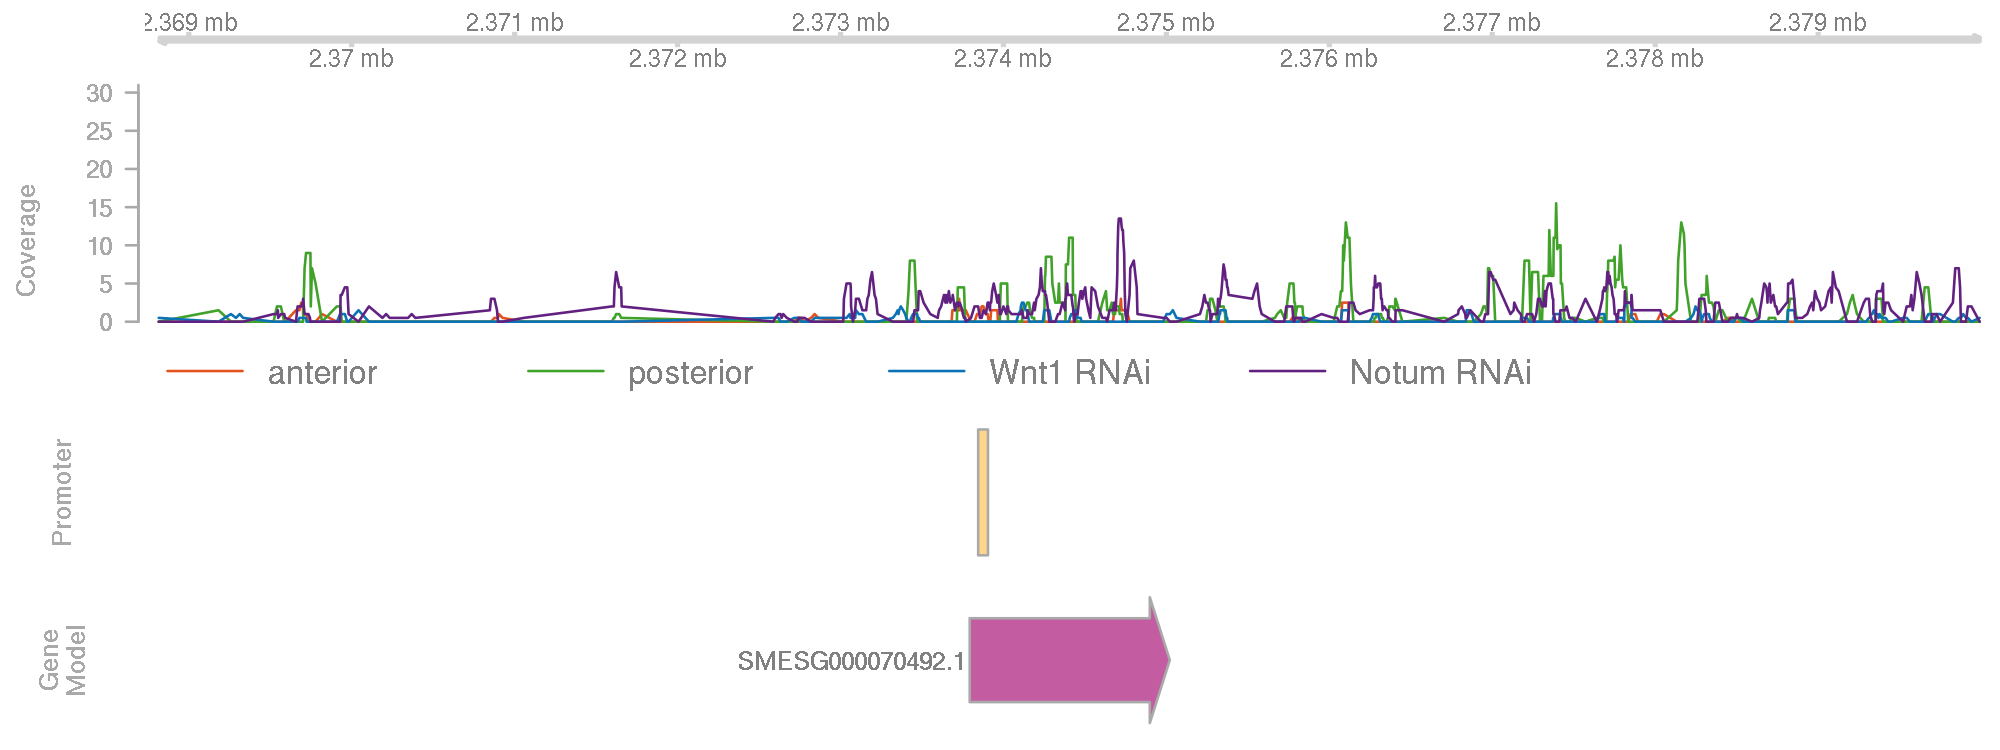 2.369 mb 2.371 mb 2.373 mb 2.375 mb 2.377 mb 2.379 mb
2.37 mb 2.372 mb 2.374 mb 2.376 mb 2.378 mb
30
25
20
15
10
5
0
Coverage
anterior posterior Wnt1 RNAi Notum RNAi
Promoter
Gene
Model
SMESG000070492.1